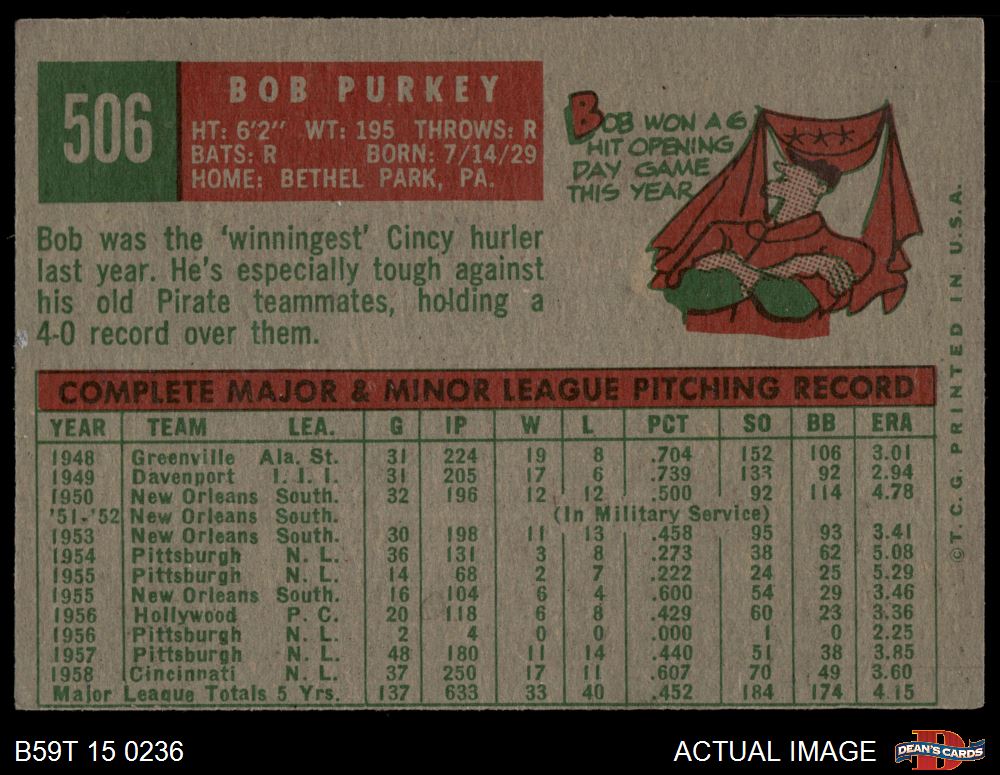 506
BOB PURKEY
HT: 6'2" WT: 195 THROWS: R
BATS: R BORN: 7/14/29
HOME: BETHEL PARK, PA.
BOB WON A 6
HIT OPENING
DAY GAME
THIS YEAR
Bob was the 'winningest' Cincy hurler
last year. He's especially tough against
his old Pirate teammates, holding a
4-0 record over them.
COMPLETE MAJOR & MINOR LEAGUE PITCHING RECORD
YEAR TEAM LEA. G IP W L PCT SO BB ERA
1948 Greenville Ala. St. 31 224 19 8 .704 152 106 3.01
1949 Davenport I. I. I. 31 205 17 6 .739 133 92 2.94
1950 New Orleans South. 32 196 12 12 .500 92 114 4.78
'51-'52 New Orleans South. (In Military Service)
1953 New Orleans South. 30 198 11 13 .458 95 93 3.41
1954 Pittsburgh N. L. 36 131 3 8 .273 38 62 5.08
1955 Pittsburgh N. L. 14 68 2 7 .222 24 25 5.29
1955 New Orleans South. 16 104 6 4 .600 54 29 3.46
1956 Hollywood P. C. 20 118 6 8 .429 60 23 3.36
1956 Pittsburgh N. L. 2 4 0 0 .000 1 0 2.25
1957 Pittsburgh N. L. 48 180 11 14 .440 51 38 3.85
1958 Cincinnati N. L. 37 250 17 11 .607 70 49 3.60
Major League Totals 5 Yrs. 137 633 33 40 .452 184 174 4.15
©T.C.G. PRINTED IN U.S.A.
B59T 15 0236
ACTUAL IMAGE
D
DEAN'S CARDS